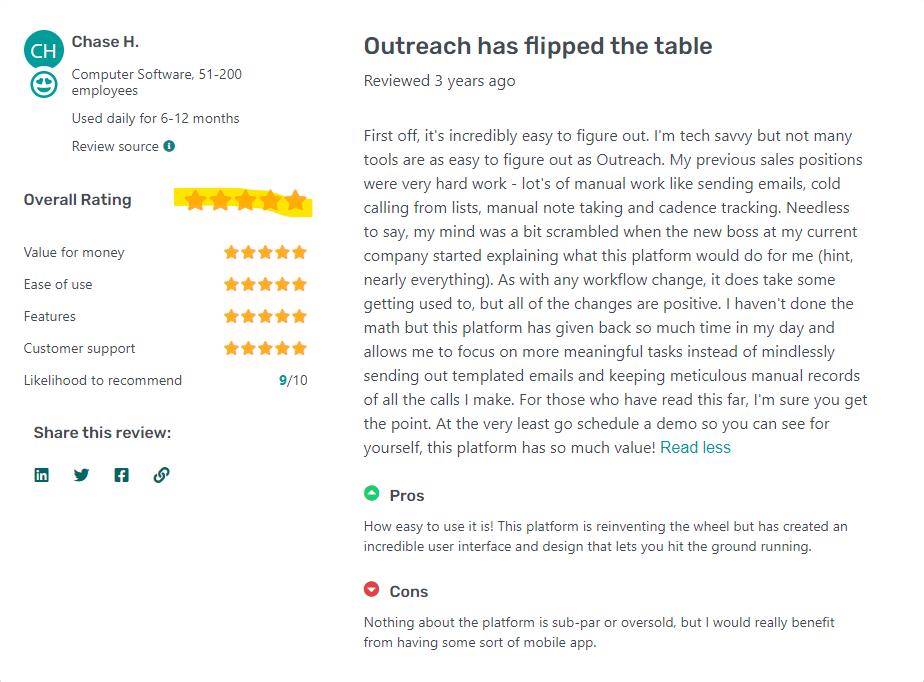 CH
Chase H.
Computer Software, 51-200
employees
Used daily for 6-12 months
Review source
Overall Rating
Value for money
Ease of use
Features
Customer support
Likelihood to recommend 9/10
Share this review:
Outreach has flipped the table
Reviewed 3 years ago
First off, it's incredibly easy to figure out. I'm tech savvy but not many
tools are as easy to figure out as Outreach. My previous sales positions
were very hard work - lot's of manual work like sending emails, cold
calling from lists, manual note taking and cadence tracking. Needless
to say, my mind was a bit scrambled when the new boss at my current
company started explaining what this platform would do for me (hint,
nearly everything). As with any workflow change, it does take some
getting used to, but all of the changes are positive. I haven't done the
math but this platform has given back so much time in my day and
allows me to focus on more meaningful tasks instead of mindlessly
sending out templated emails and keeping meticulous manual records
of all the calls I make. For those who have read this far, I'm sure you get
the point. At the very least go schedule a demo so you can see for
yourself, this platform has so much value! Read less
Pros
How easy to use it is! This platform is reinventing the wheel but has created an
incredible user interface and design that lets you hit the ground running.
Cons
Nothing about the platform is sub-par or oversold, but I would really benefit
from having some sort of mobile app.